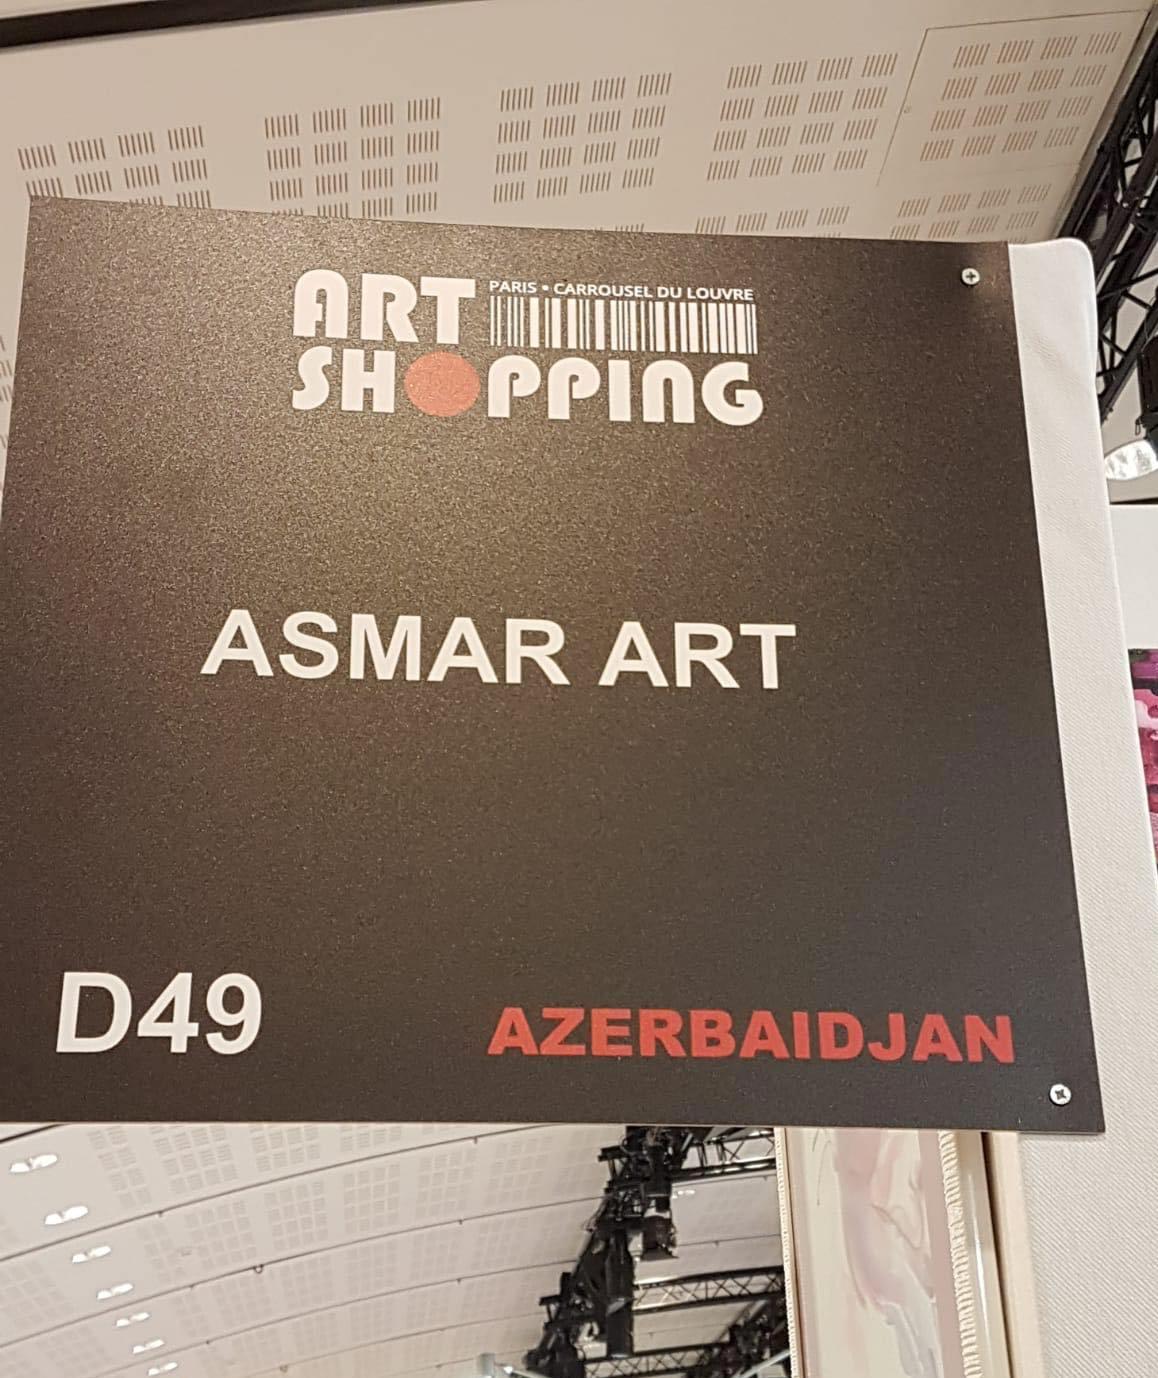 ART PARIS • CARROUSEL DU LOUVRE
SHOPPING
ASMAR ART
D49 AZERBAIDJAN